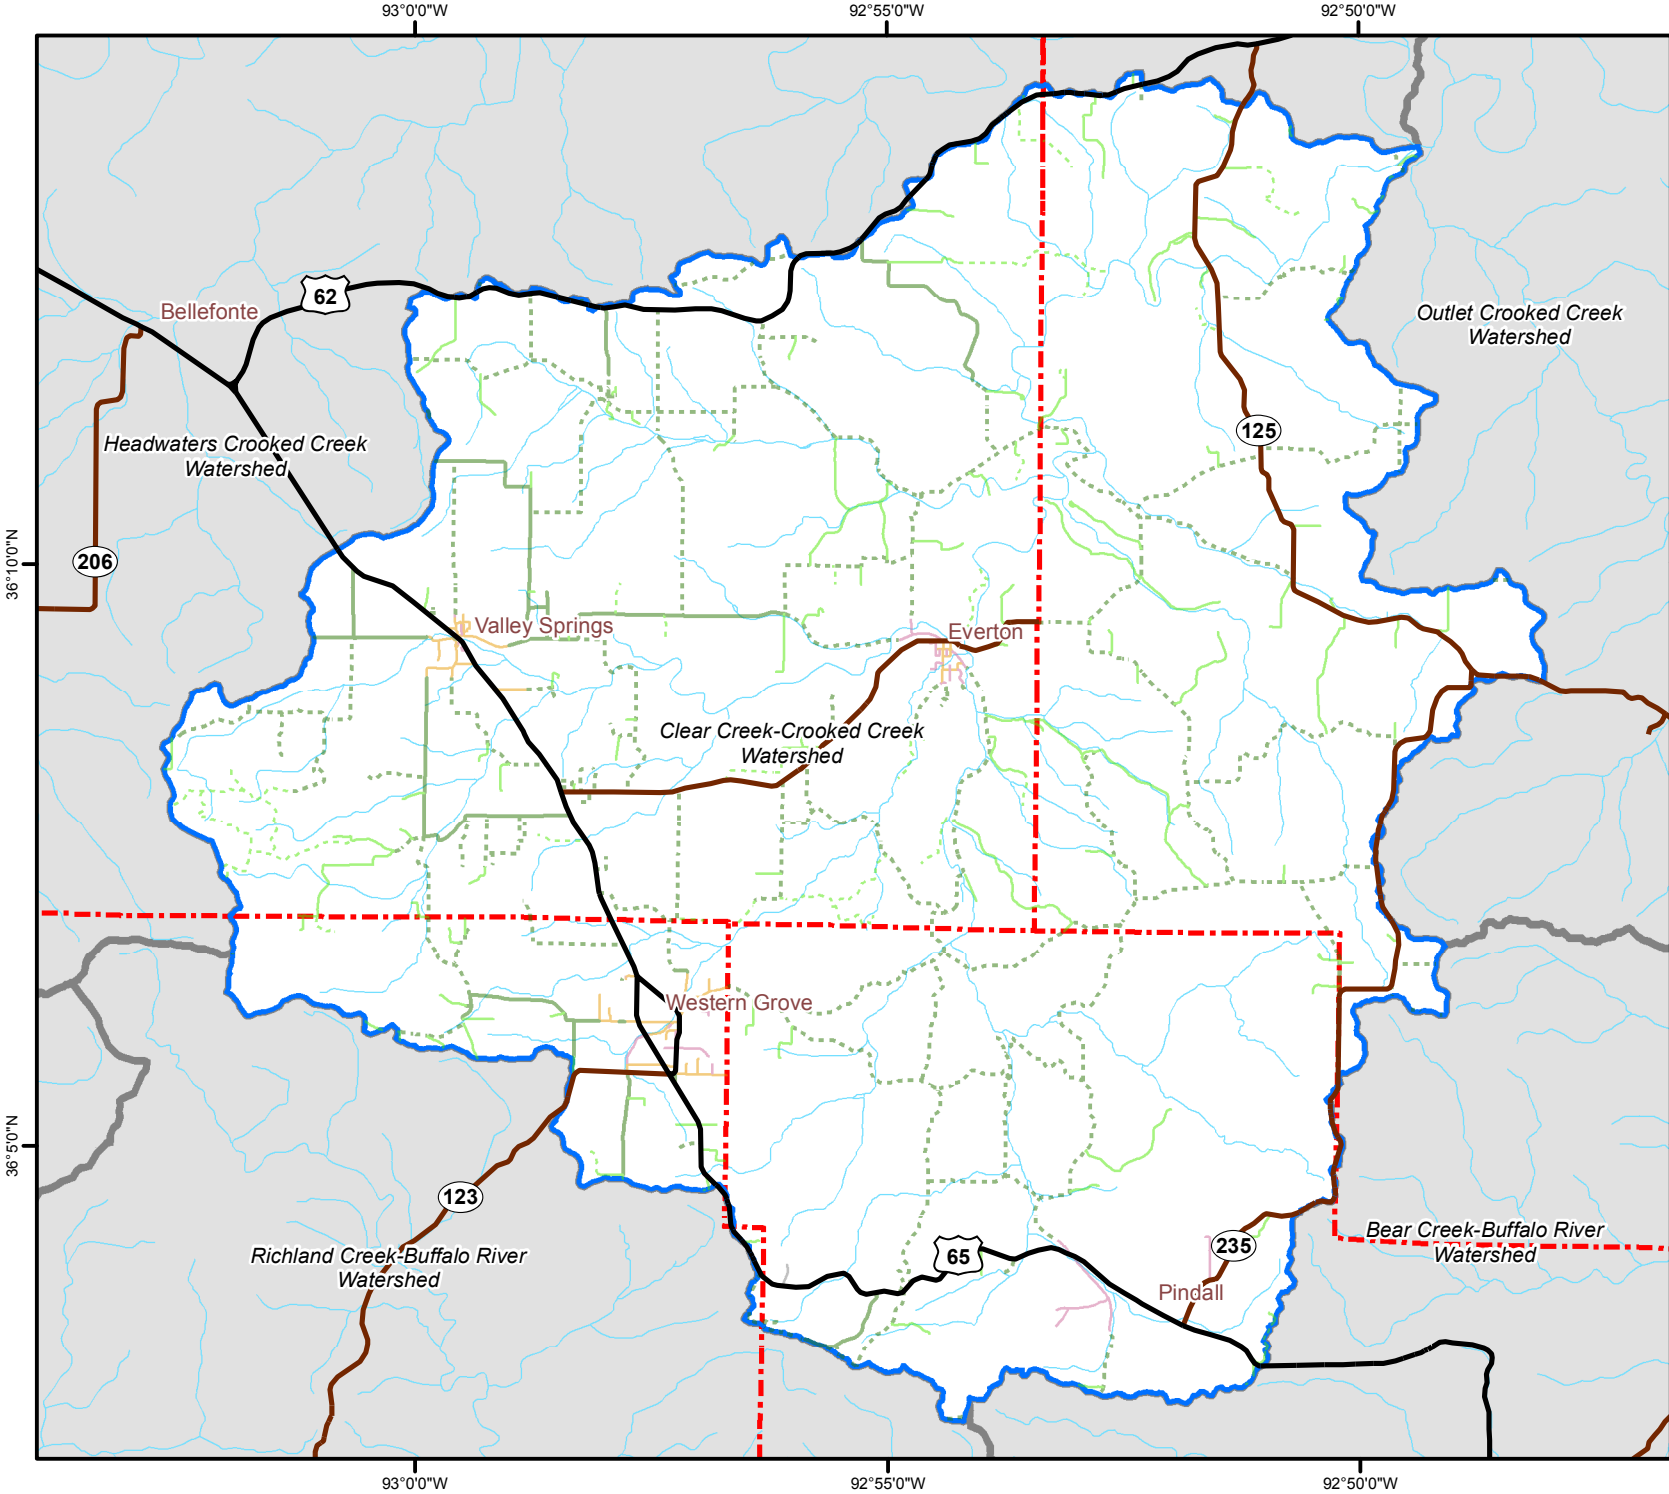 93°0'0"W
92°55'0"W
92°50'0"W
Bellefonte
62
Outlet Crooked Creek
Watershed
Headwaters Crooked Creek
Watershed
125
36°10'0"N
206
Valley Springs
Everton
Clear Creek-Crooked Creek
Watershed
Western Grove
36°5'0"N
123
Richland Creek-Buffalo River
Watershed
65
235
Bear Creek-Buffalo River
Watershed
Pindall
93°0'0"W
92°55'0"W
92°50'0"W